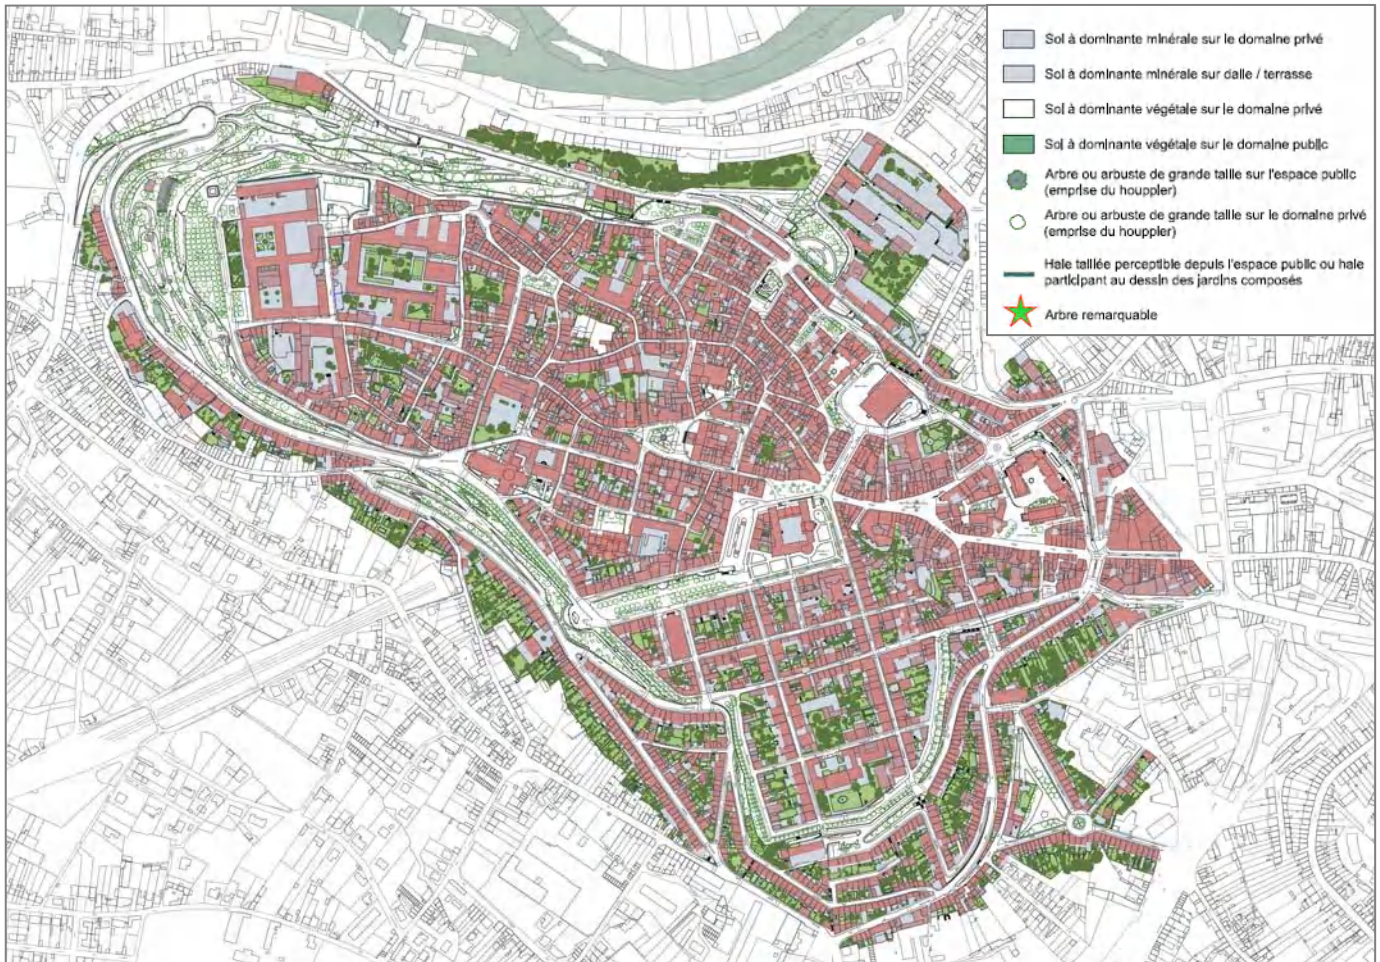 Sol à dominante minérale sur le domaine privé
Sol à dominante minérale sur dalle / terrasse
Sol à dominante végétale sur le domaine privé
Sol à dominante végétale sur le domaine public
Arbre ou arbuste de grande taille sur l'espace public
(emprise du houppier)
Arbre ou arbuste de grande taille sur le domaine privé
(emprise du houppier)
Haie taillée perceptible depuis l'espace public ou haie
participant au dessin des jardins composés
Arbre remarquable